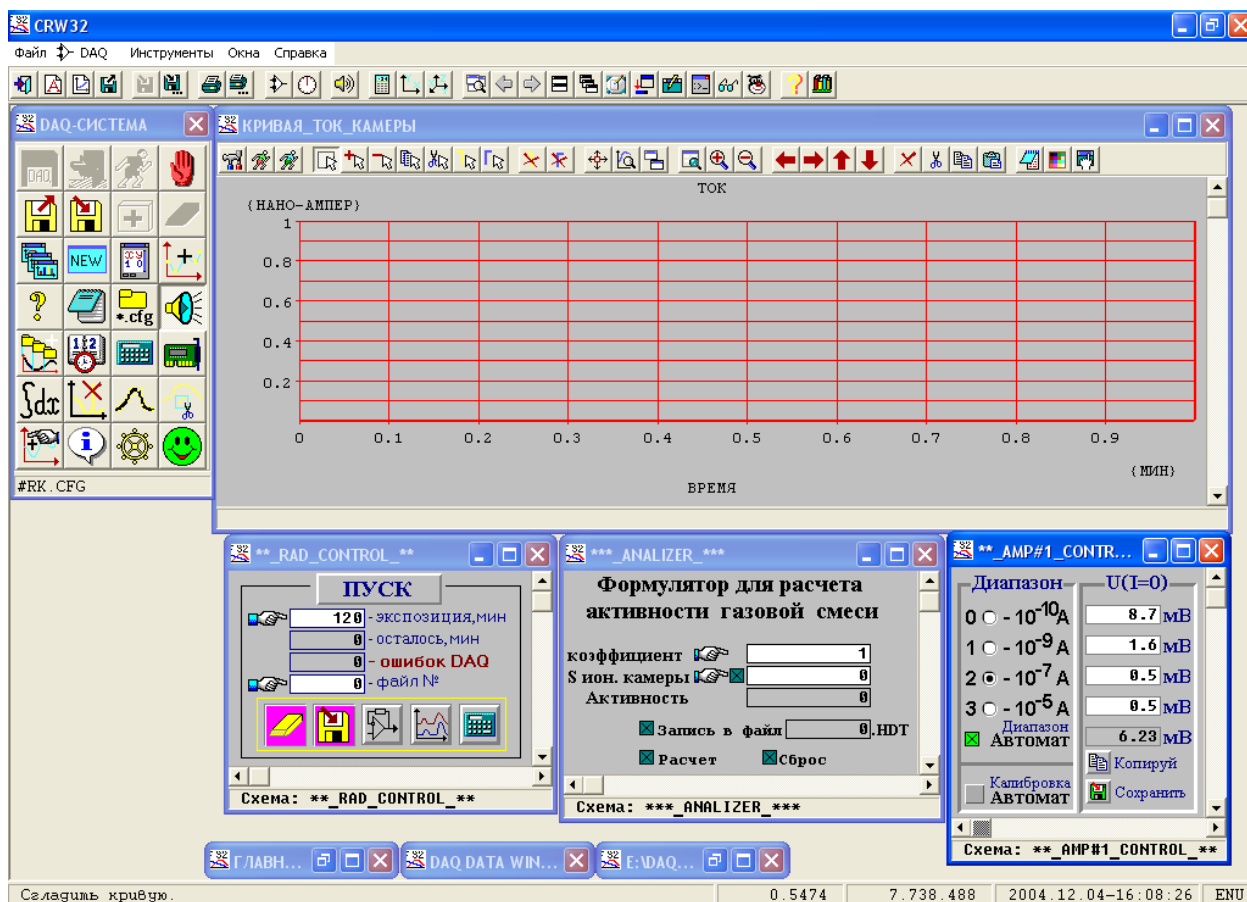 CRW32
Файл DAQ Инструменты Окна Справка
DAQ-СИСТЕМА
DAQ
NEW
xy
10
?
*.cfg
1 2
∫dx
i
#RK.CFG
КРИВАЯ_ТОК_КАМЕРЫ
ТОК
{НАНО-АМПЕР}
1
0.8
0.6
0.4
0.2
0 0.1 0.2 0.3 0.4 0.5 0.6 0.7 0.8 0.9
{МИН}
ВРЕМЯ
**_RAD_CONTROL_**
ПУСК
120 - экспозиция,мин
0 - осталось,мин
0 - ошибок DAQ
0 - файл №
Схема: **_RAD_CONTROL_**
***_ANALIZER_***
Формулятор для расчета
активности газовой смеси
коэффициент 1
S ион. камеры 0
Активность 0
Запись в файл 0.HDT
Расчет Сброс
Схема: ***_ANALIZER_***
**_AMP#1_CONTR...
Диапазон U(I=0)
0 - 10-10А 8.7 мВ
1 - 10-9 А 1.6 мВ
2 - 10-7 А 0.5 мВ
3 - 10-5 А 0.5 мВ
Диапазон
Автомат 6.23 мВ
Копируй
Калибровка
Автомат Сохранить
Схема: **_AMP#1_CONTROL_**
ГЛАВН... DAQ DATA WIN... E:\DAQ...
Сгладить кривую. 0.5474 7.738.488 2004.12.04-16:08:26 ENU